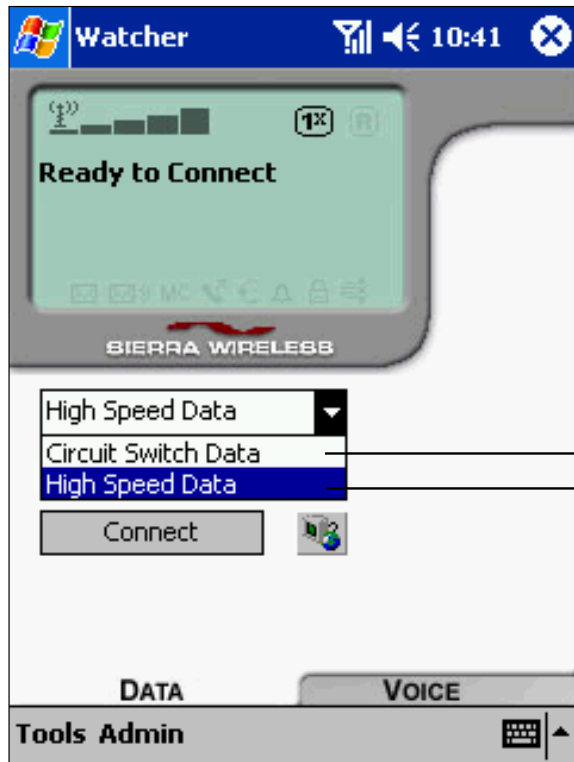 Watcher 10:41
1X R
Ready to Connect
MC
SIERRA WIRELESS
High Speed Data
Circuit Switch Data
High Speed Data
Connect
DATA VOICE
Tools Admin